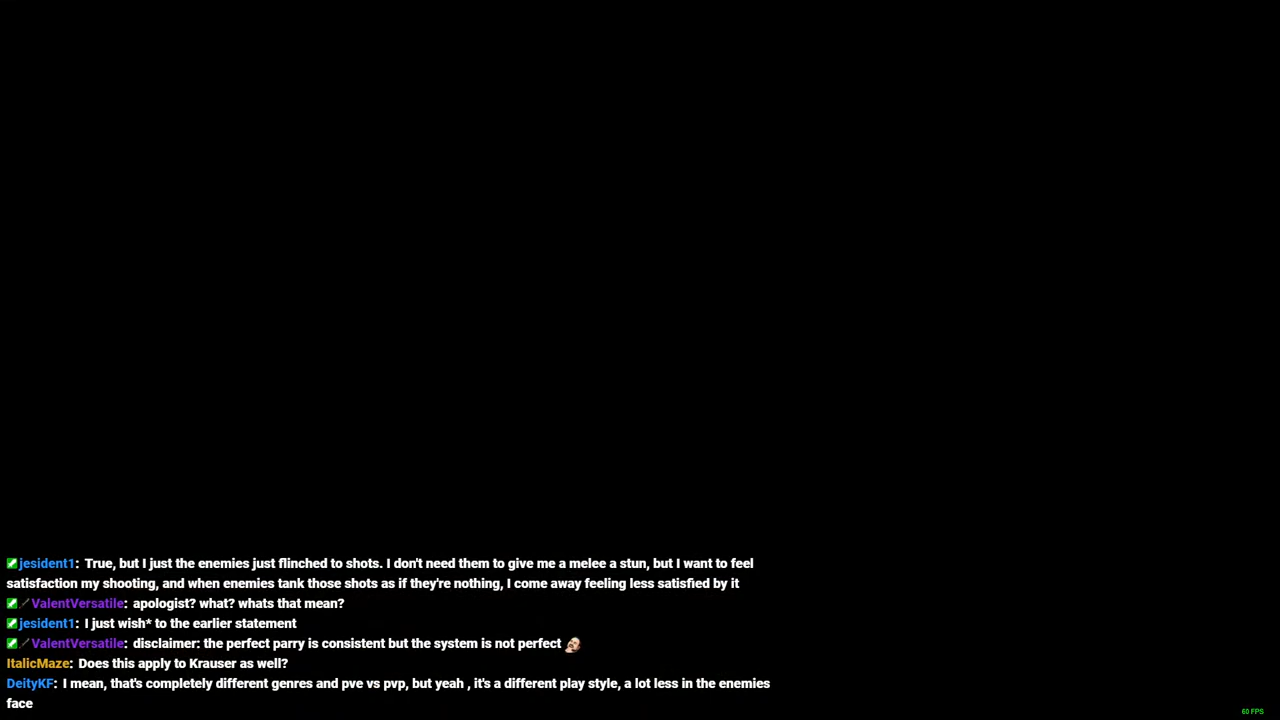 jesident1: True, but I just the enemies just flinched to shots. I don't need them to give me a melee a stun, but I want to feel
satisfaction my shooting, and when enemies tank those shots as if they're nothing, I come away feeling less satisfied by it
ValentVersatile: apologist? what? whats that mean?
jesident1: I just wish* to the earlier statement
ValentVersatile: disclaimer: the perfect parry is consistent but the system is not perfect
ItalicMaze: Does this apply to Krauser as well?
DeityKF: I mean, that's completely different genres and pve vs pvp, but yeah , it's a different play style, a lot less in the enemies
face
60 FPS